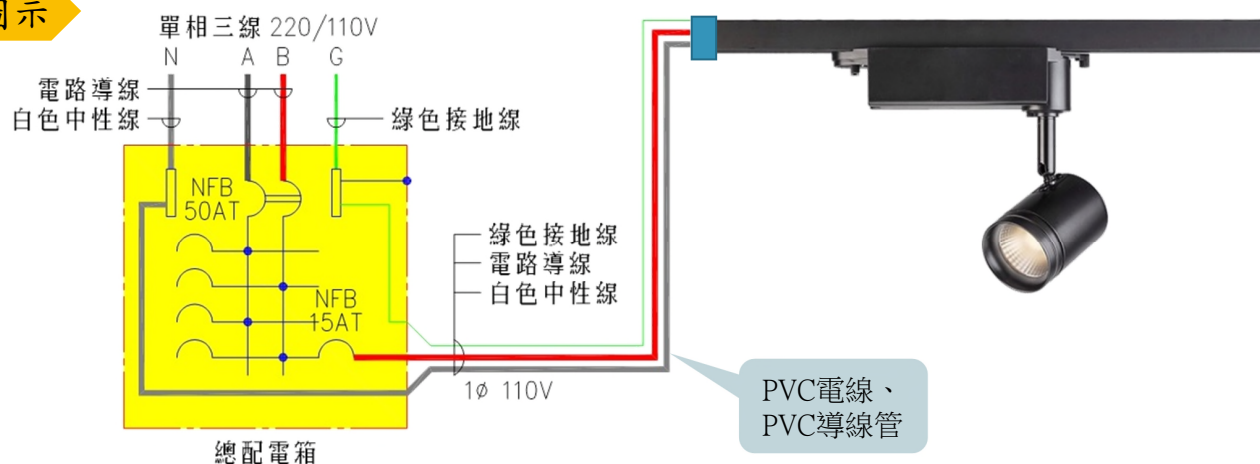 圖示
單相三線 220/110V
N A B G
電路導線
白色中性線
綠色接地線
NFB
50AT
綠色接地線
電路導線
白色中性線
NFB
15AT
1ø 110V
PVC電線、
PVC導線管
總配電箱